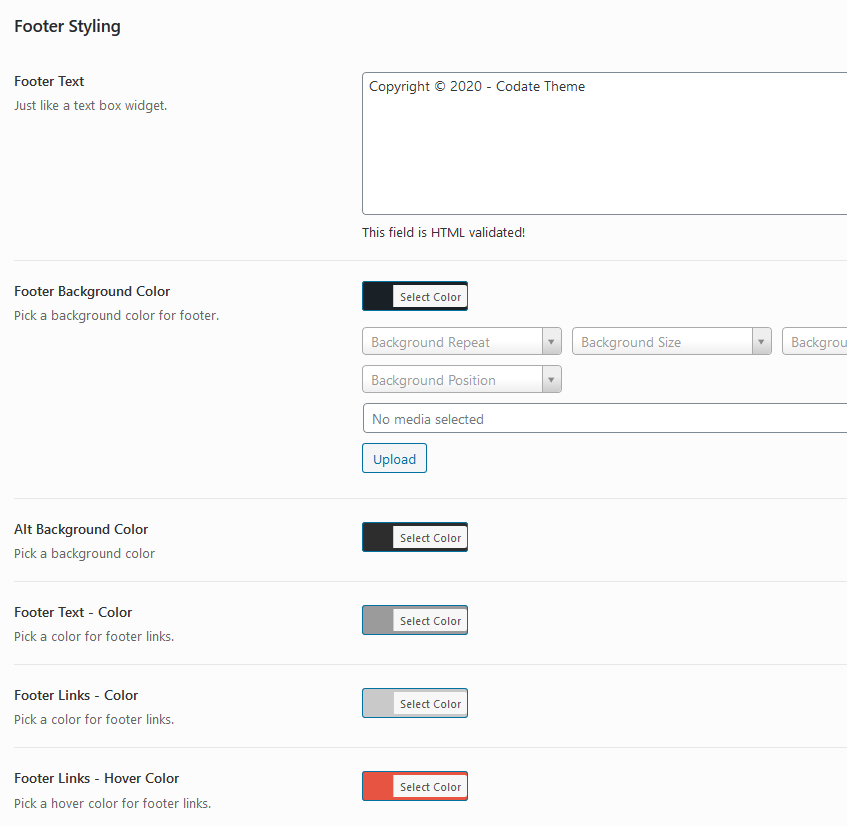 Footer Styling
Footer Text
Just like a text box widget.
Copyright © 2020 - Codate Theme
This field is HTML validated!
Footer Background Color
Pick a background color for footer.
Select Color
Background Repeat
Background Size
Backgrou
Background Position
No media selected
Upload
Alt Background Color
Pick a background color
Select Color
Footer Text - Color
Pick a color for footer links.
Select Color
Footer Links - Color
Pick a color for footer links.
Select Color
Footer Links - Hover Color
Pick a hover color for footer links.
Select Color